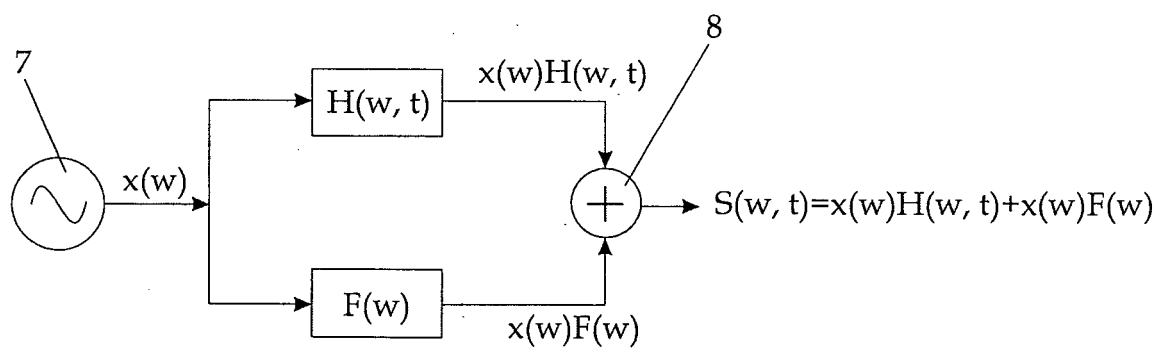 8
7
x(w)H(w, t)
H(w, t)
x(w)
S(w, t)=x(w)H(w, t)+x(w)F(w)
F(w)
x(w)F(w)